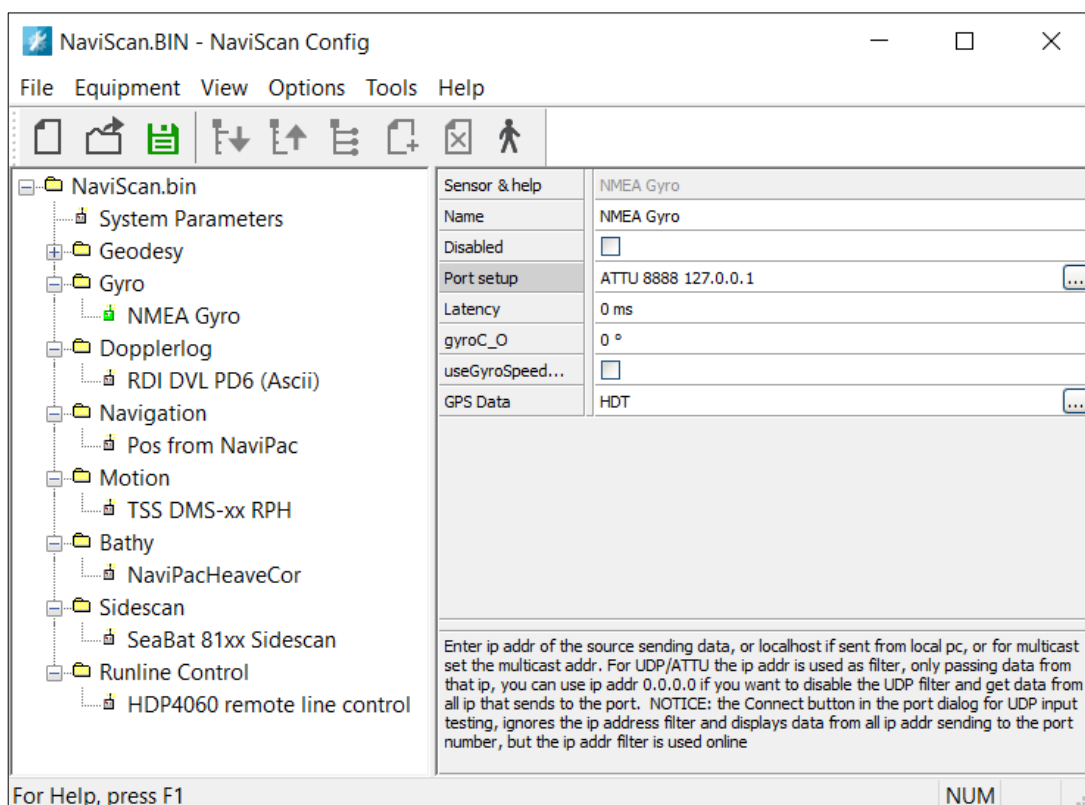 NaviScan.BIN - NaviScan Config
File Equipment View Options Tools Help
NaviScan.bin
System Parameters
Geodesy
Gyro
NMEA Gyro
Dopplerlog
RDI DVL PD6 (Ascii)
Navigation
Pos from NaviPac
Motion
TSS DMS-xx RPH
Bathy
NaviPacHeaveCor
Sidescan
SeaBat 81xx Sidescan
Runline Control
HDP4060 remote line control
Sensor & help NMEA Gyro
Name NMEA Gyro
Disabled
Port setup ATTU 8888 127.0.0.1 ...
Latency 0 ms
gyroC_O 0 °
useGyroSpeed...
GPS Data HDT ...
Enter ip addr of the source sending data, or localhost if sent from local pc, or for multicast
set the multicast addr. For UDP/ATTU the ip addr is used as filter, only passing data from
that ip, you can use ip addr 0.0.0.0 if you want to disable the UDP filter and get data from
all ip that sends to the port. NOTICE: the Connect button in the port dialog for UDP input
testing, ignores the ip address filter and displays data from all ip addr sending to the port
number, but the ip addr filter is used online
For Help, press F1 NUM